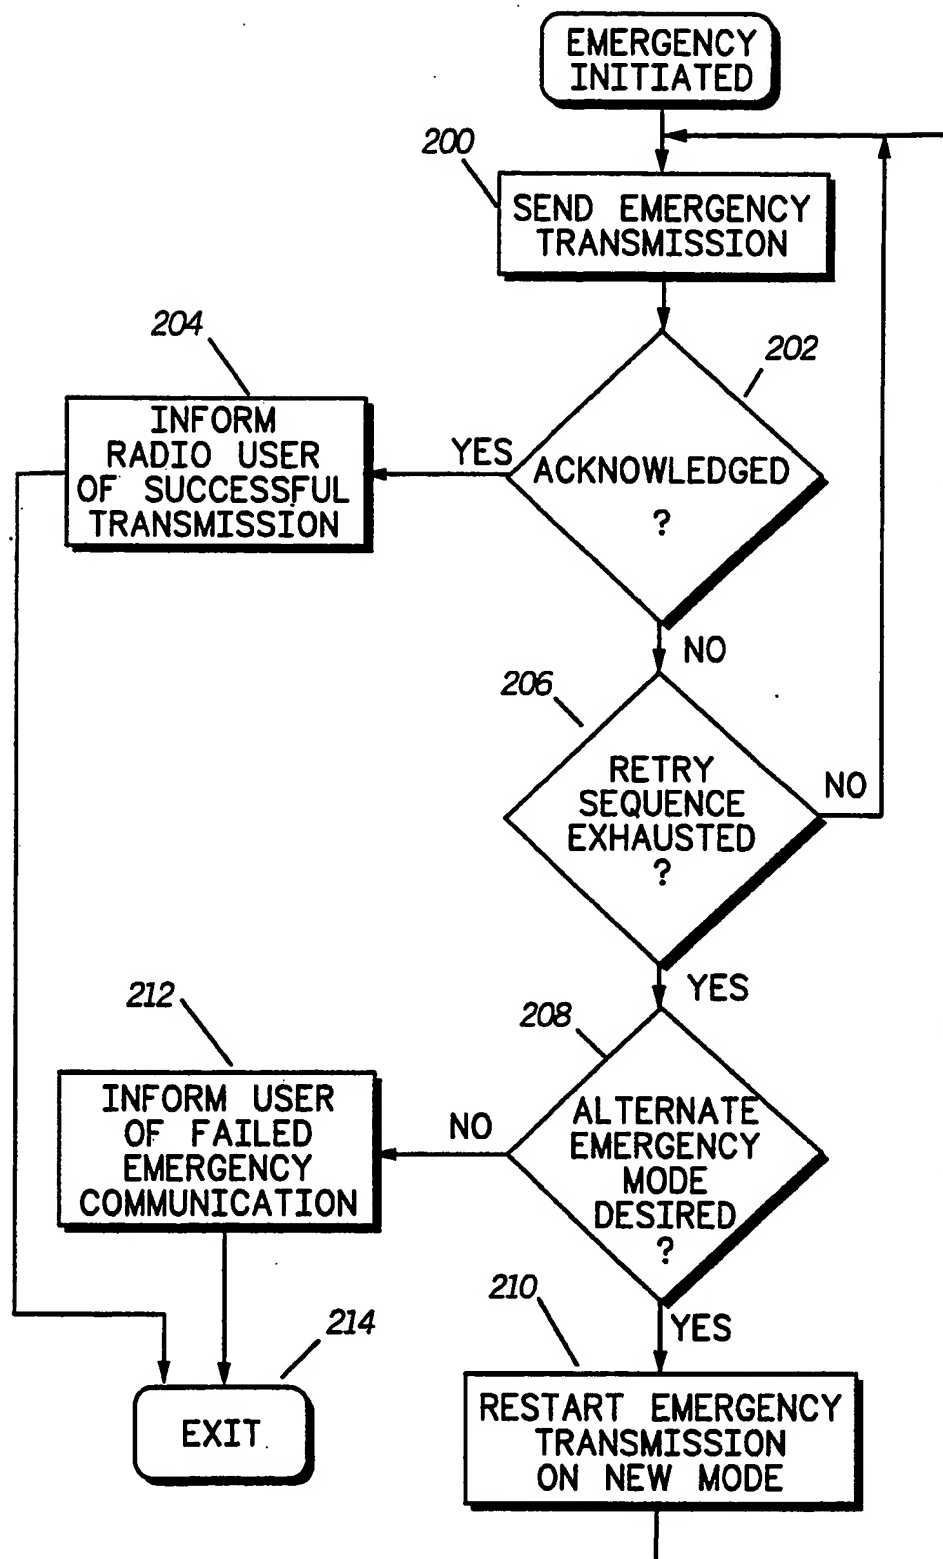 EMERGENCY
INITIATED
200
SEND EMERGENCY
TRANSMISSION
204
202
INFORM
RADIO USER
OF SUCCESSFUL
TRANSMISSION
YES
ACKNOWLEDGED
?
NO
206
RETRY
SEQUENCE
EXHAUSTED
?
NO
YES
212
208
INFORM USER
OF FAILED
EMERGENCY
COMMUNICATION
NO
ALTERNATE
EMERGENCY
MODE
DESIRED
?
210
214
YES
EXIT
RESTART EMERGENCY
TRANSMISSION
ON NEW MODE